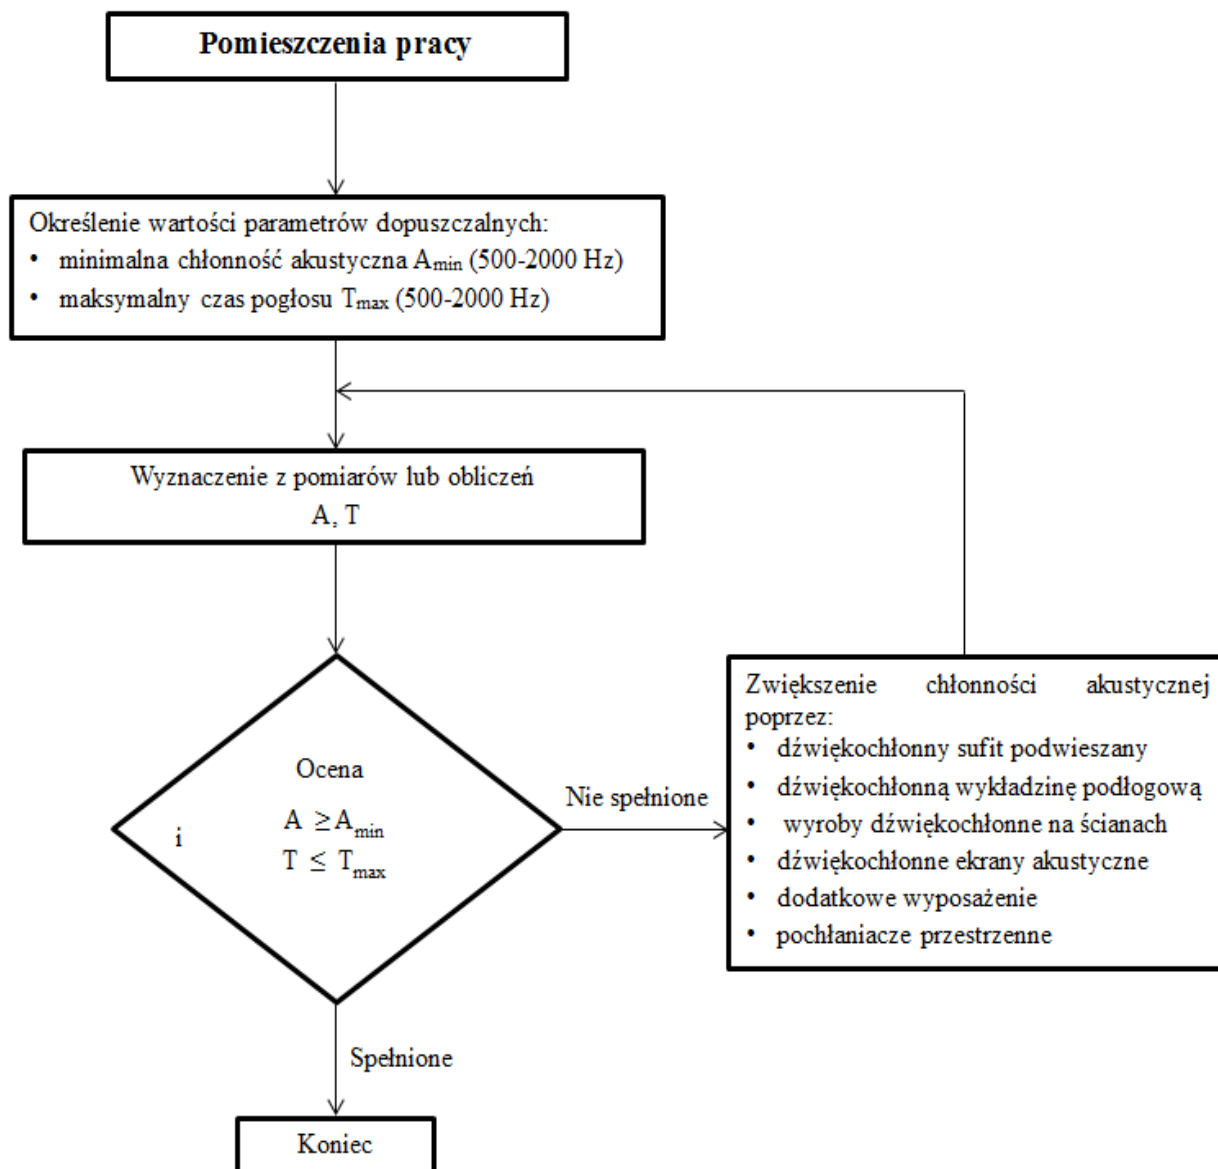 Pomieszczenia pracy
Określenie wartości parametrów dopuszczalnych:
• minimalna chłonność akustyczna Amin (500-2000 Hz)
• maksymalny czas pogłosu Tmax (500-2000 Hz)
Wyznaczenie z pomiarów lub obliczeń
A, T
Ocena
A ≥ Amin
i
T ≤ Tmax
Nie spełnione
Zwiększenie chłonności akustycznej
poprzez:
• dźwiękochłonny sufit podwieszany
• dźwiękochłonną wykładzinę podłogową
• wyroby dźwiękochłonne na ścianach
• dźwiękochłonne ekrany akustyczne
• dodatkowe wyposażenie
• pochłaniacze przestrzenne
Spełnione
Koniec